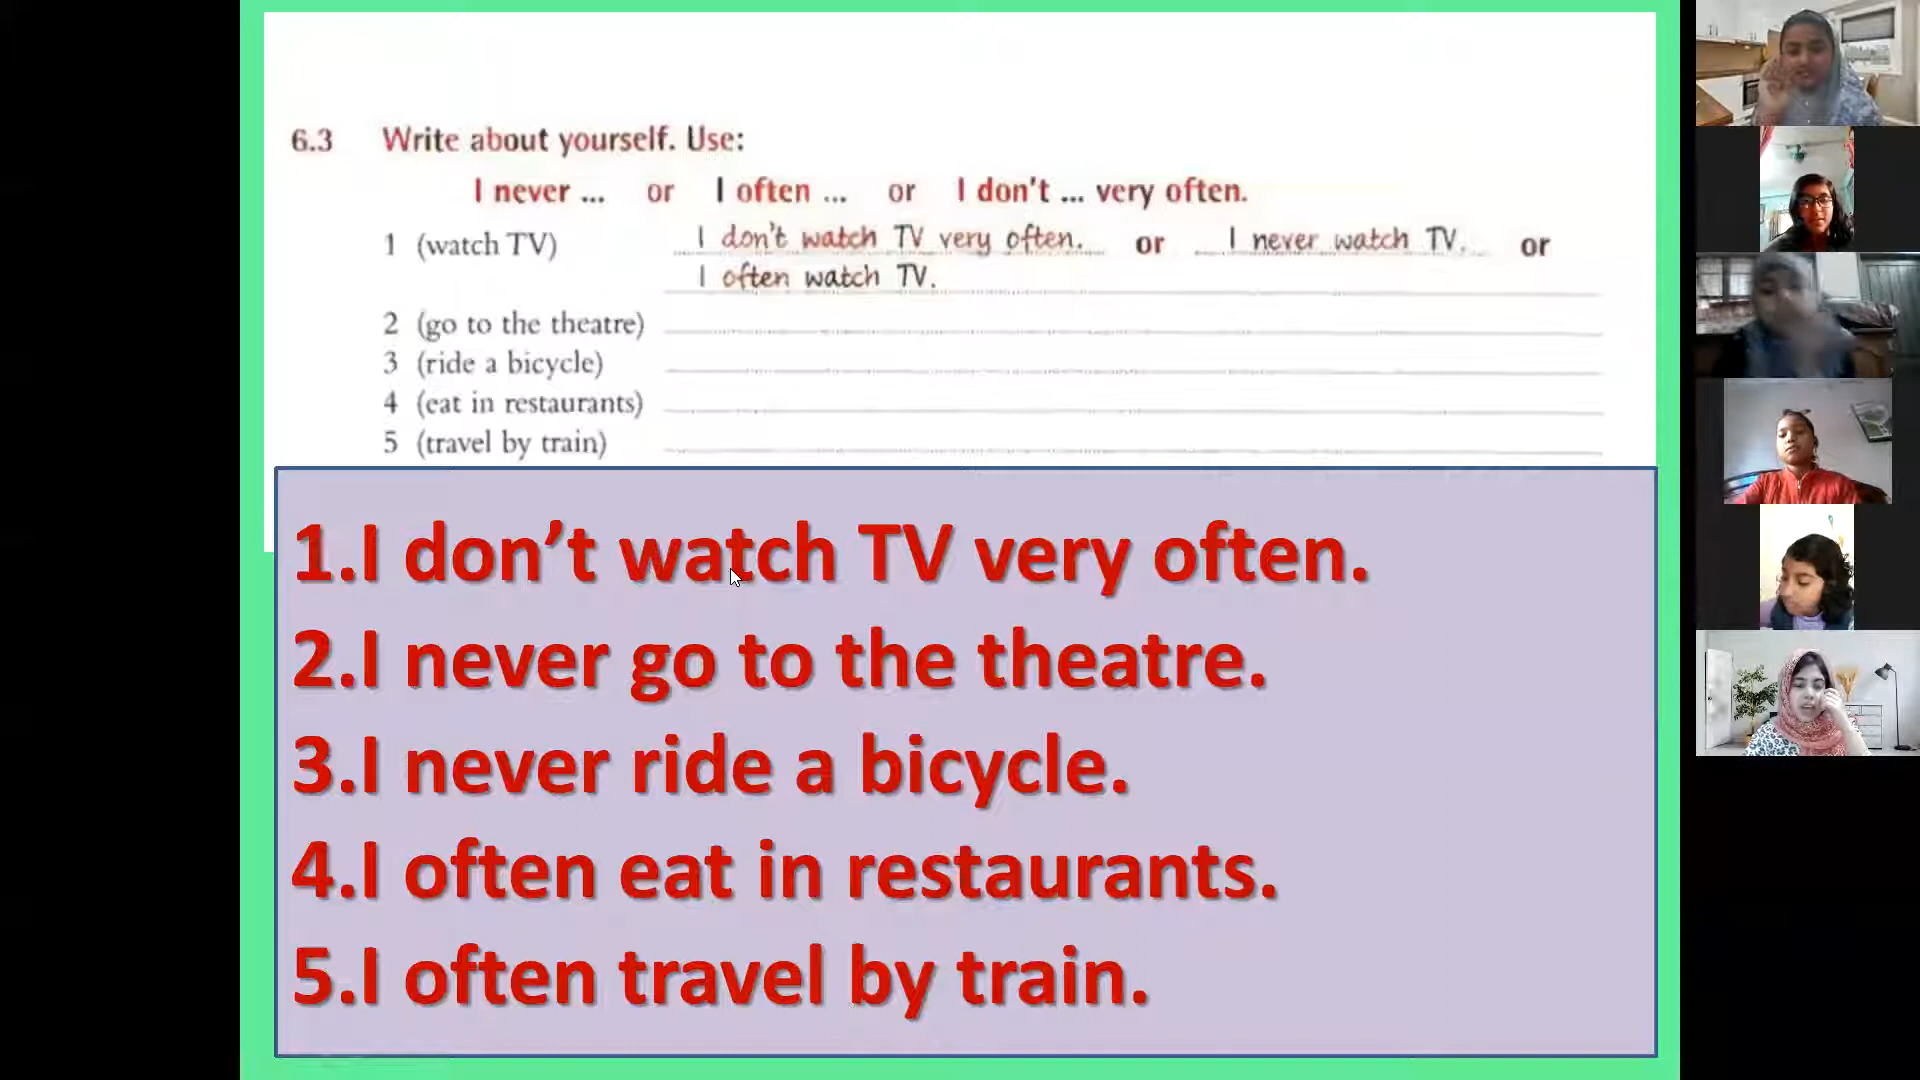 6.3 Write about yourself. Use:
I never ... or I often ... or I don't ... very often.
1 (watch TV) I don't watch TV very often. or I never watch TV. or
I often watch TV.
2 (go to the theatre)
3 (ride a bicycle)
4 (eat in restaurants)
5 (travel by train)
1.I don’t watch TV very often.
2.I never go to the theatre.
3.I never ride a bicycle.
4.I often eat in restaurants.
5.I often travel by train.